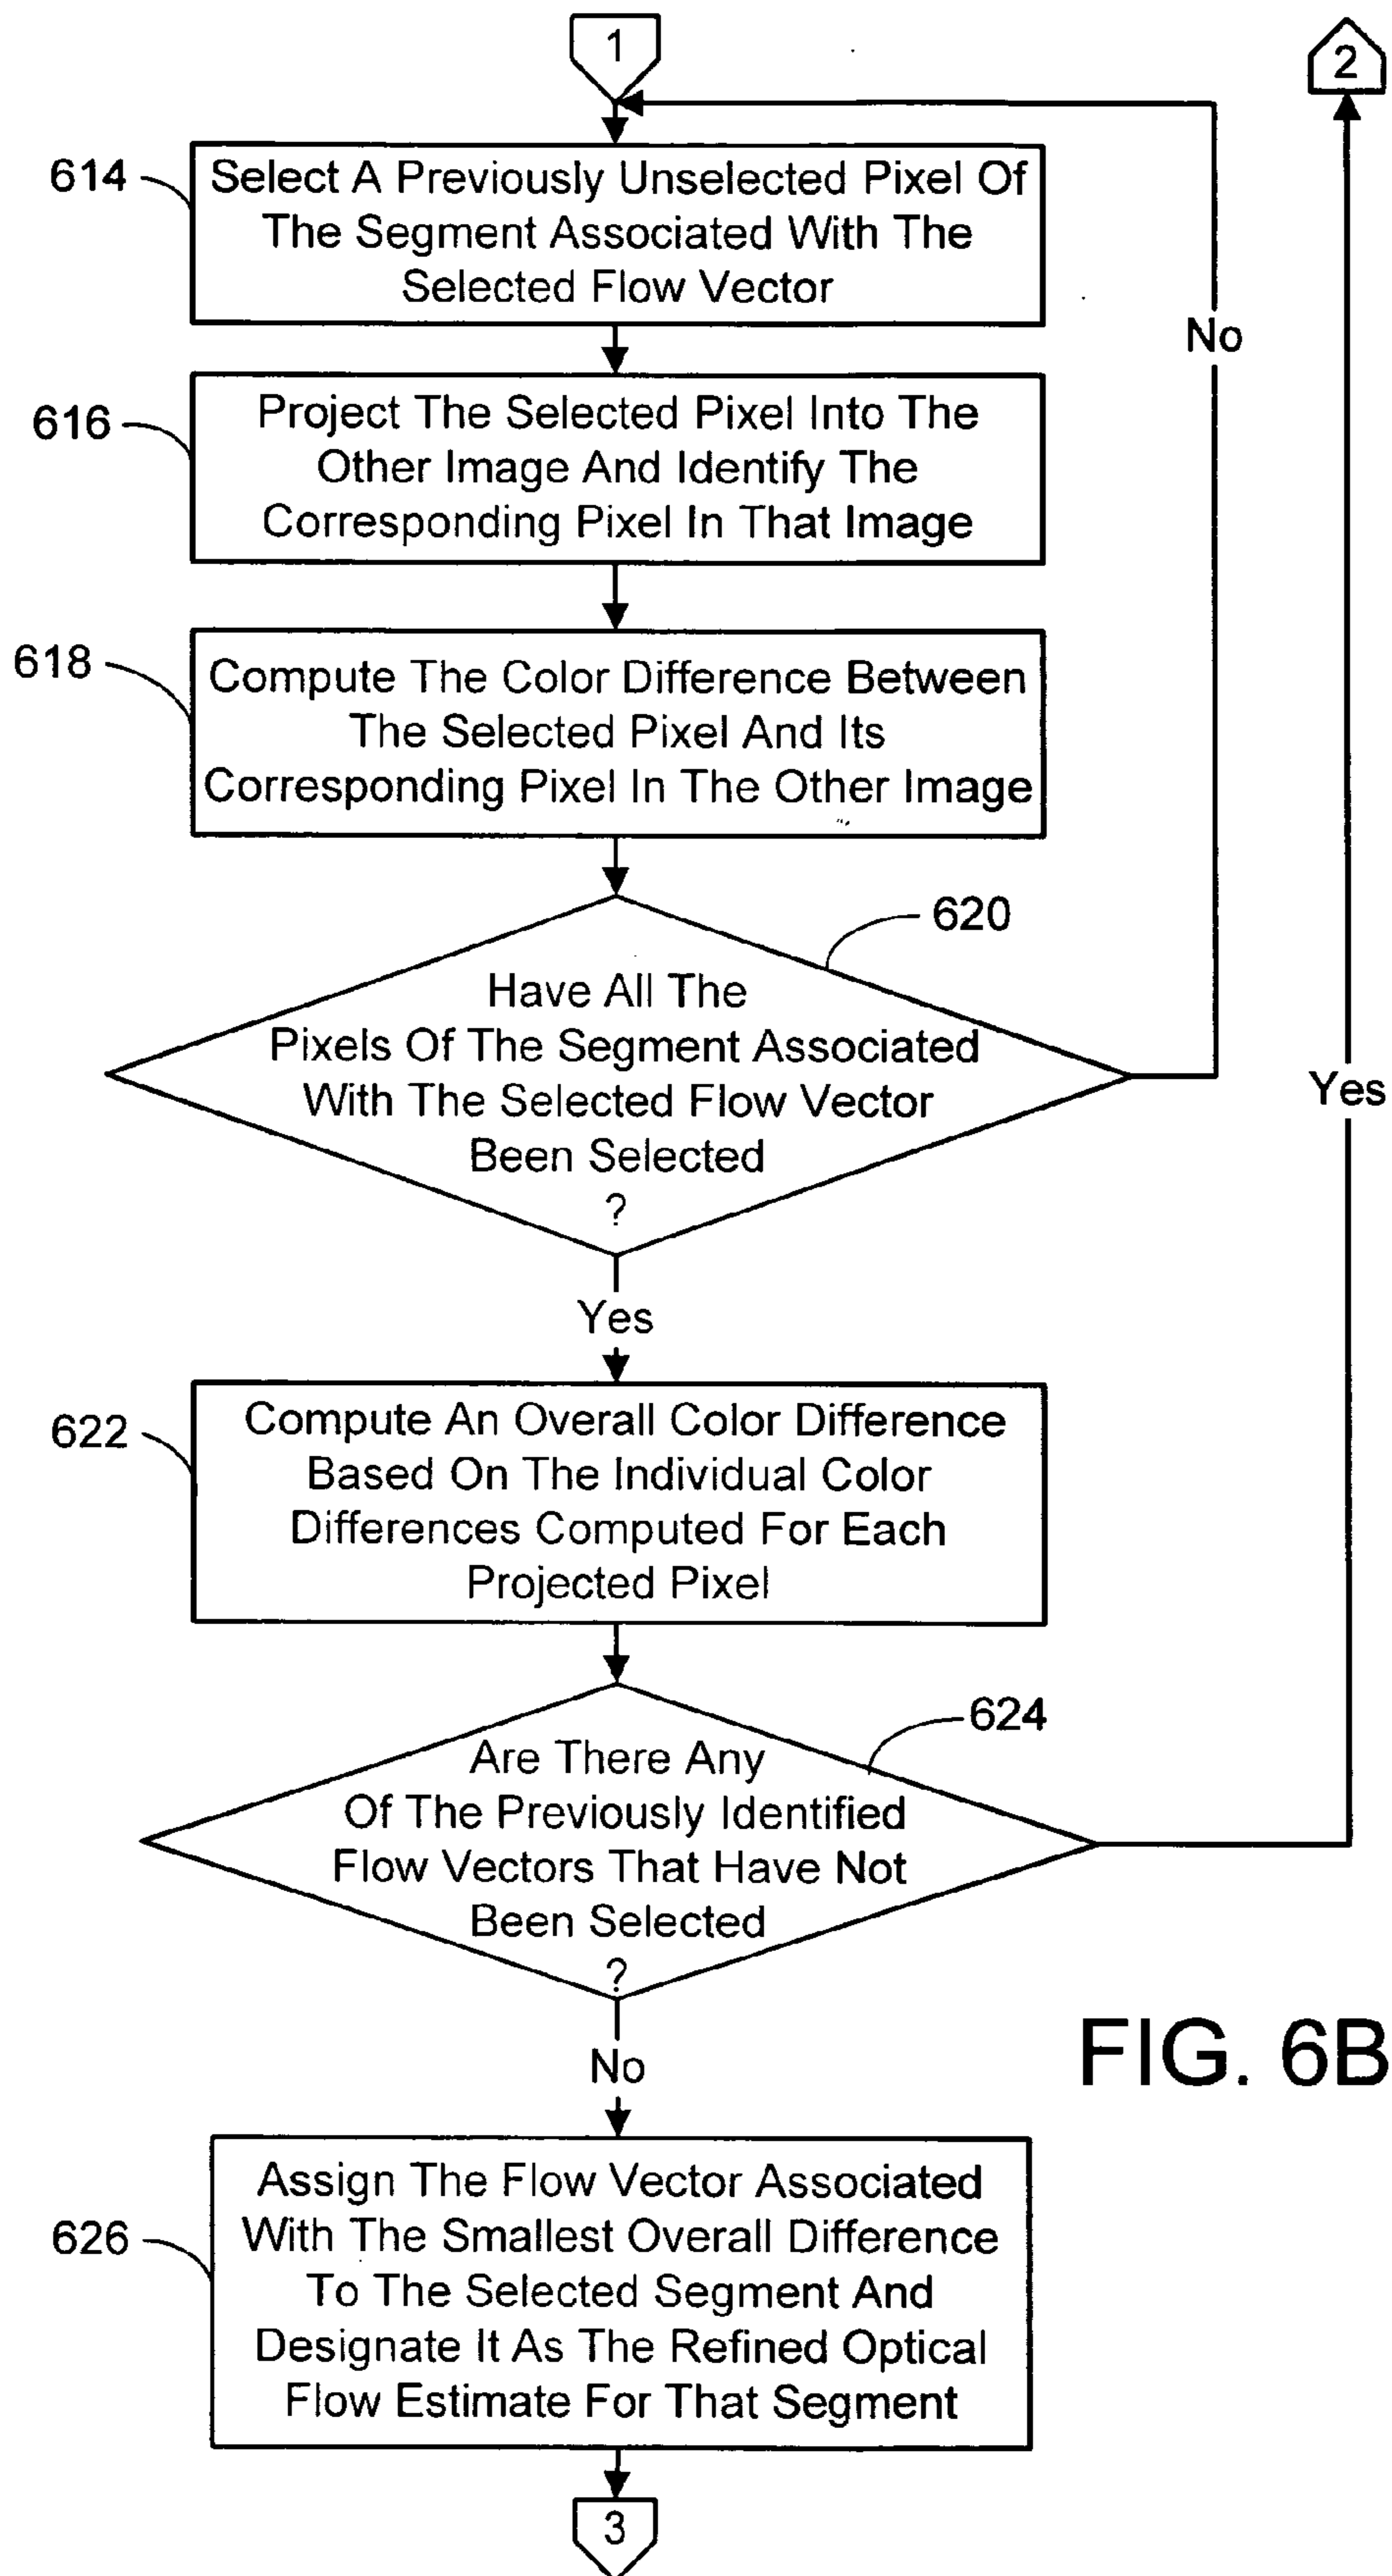 1
2
614
Select A Previously Unselected Pixel Of
The Segment Associated With The
Selected Flow Vector
No
616
Project The Selected Pixel Into The
Other Image And Identify The
Corresponding Pixel In That Image
618
Compute The Color Difference Between
The Selected Pixel And Its
Corresponding Pixel In The Other Image
620
Have All The
Pixels Of The Segment Associated
With The Selected Flow Vector
Been Selected
?
Yes
Yes
622
Compute An Overall Color Difference
Based On The Individual Color
Differences Computed For Each
Projected Pixel
624
Are There Any
Of The Previously Identified
Flow Vectors That Have Not
Been Selected
?
No
FIG. 6B
626
Assign The Flow Vector Associated
With The Smallest Overall Difference
To The Selected Segment And
Designate It As The Refined Optical
Flow Estimate For That Segment
3